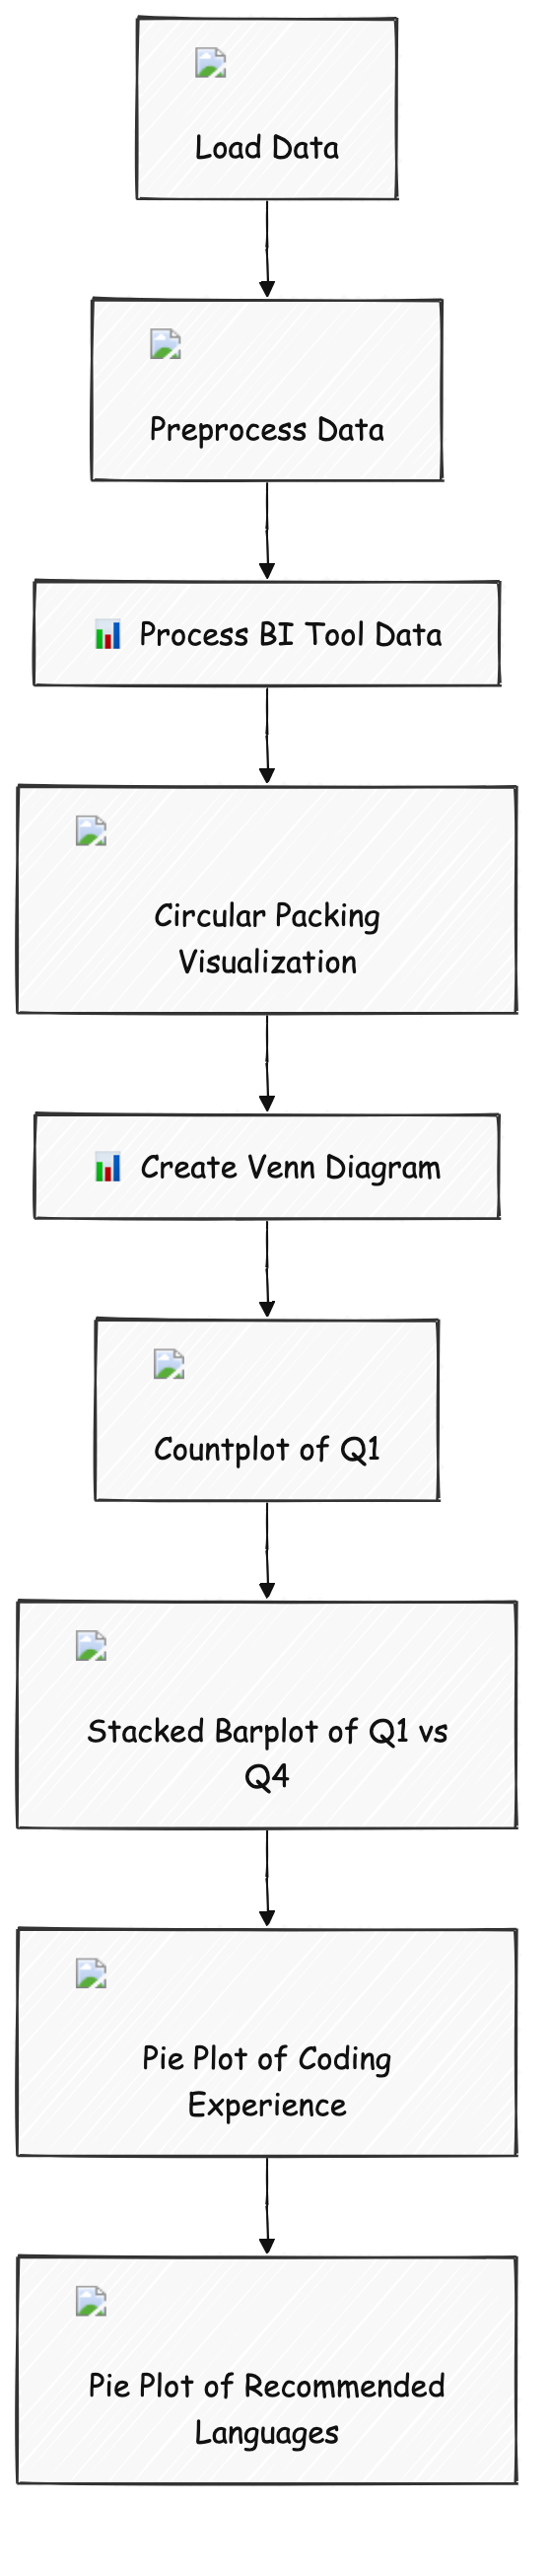 Load Data
Preprocess Data
Process BI Tool Data
Circular Packing
Visualization
Create Venn Diagram
Countplot of Q1
Stacked Barplot of Q1 vs
Q4
Pie Plot of Coding
Experience
Pie Plot of Recommended
Languages